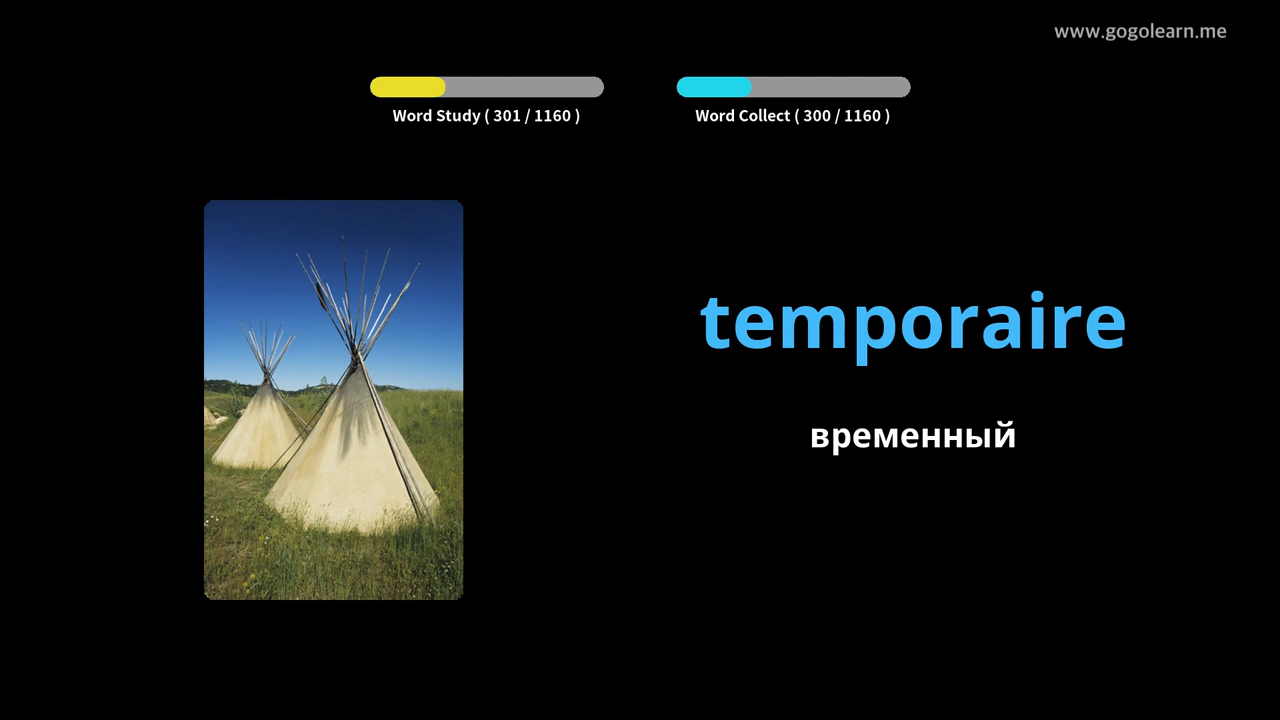 www.gogolearn.me
Word Study ( 301 / 1160 )
Word Collect ( 300 / 1160 )
temporaire
временный